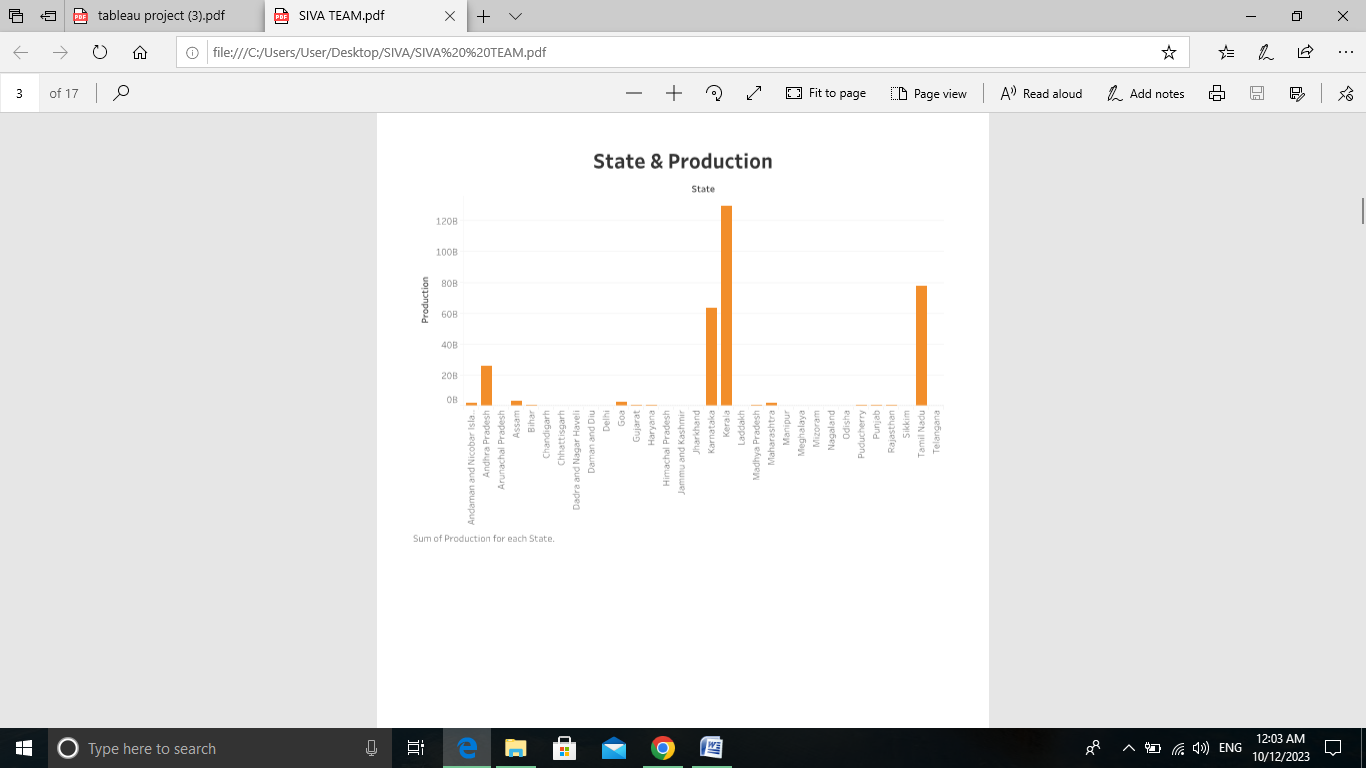 tableau project (3).pdf
SIVA TEAM.pdf
file:///C:/Users/User/Desktop/SIVA/SIVA%20%20TEAM.pdf
3 of 17
Fit to page
Page view
Read aloud
Add notes
State & Production
State
Production
120B
100B
80B
60B
40B
20B
0B
Andaman and Nicobar Isla..
Andhra Pradesh
Arunachal Pradesh
Assam
Bihar
Chandigarh
Chhattisgarh
Dadra and Nagar Haveli
Daman and Diu
Delhi
Goa
Gujarat
Haryana
Himachal Pradesh
Jammu and Kashmir
Jharkhand
Karnataka
Kerala
Laddakh
Madhya Pradesh
Maharashtra
Manipur
Meghalaya
Mizoram
Nagaland
Odisha
Puducherry
Punjab
Rajasthan
Sikkim
Tamil Nadu
Telangana
Sum of Production for each State.
Type here to search
ENG
12:03 AM
10/12/2023